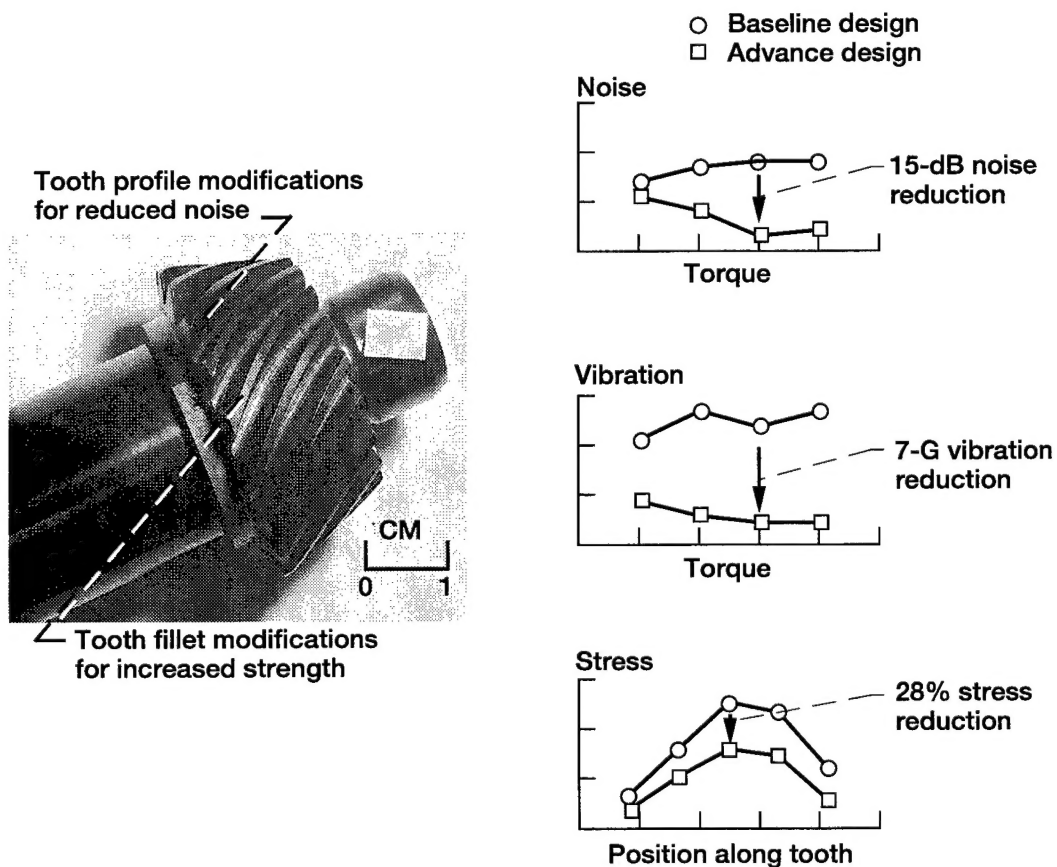 Baseline design
Advance design
Noise
15-dB noise
reduction
Torque
Tooth profile modifications
for reduced noise
CM
0 1
Tooth fillet modifications
for increased strength
Vibration
7-G vibration
reduction
Torque
Stress
28% stress
reduction
Position along tooth